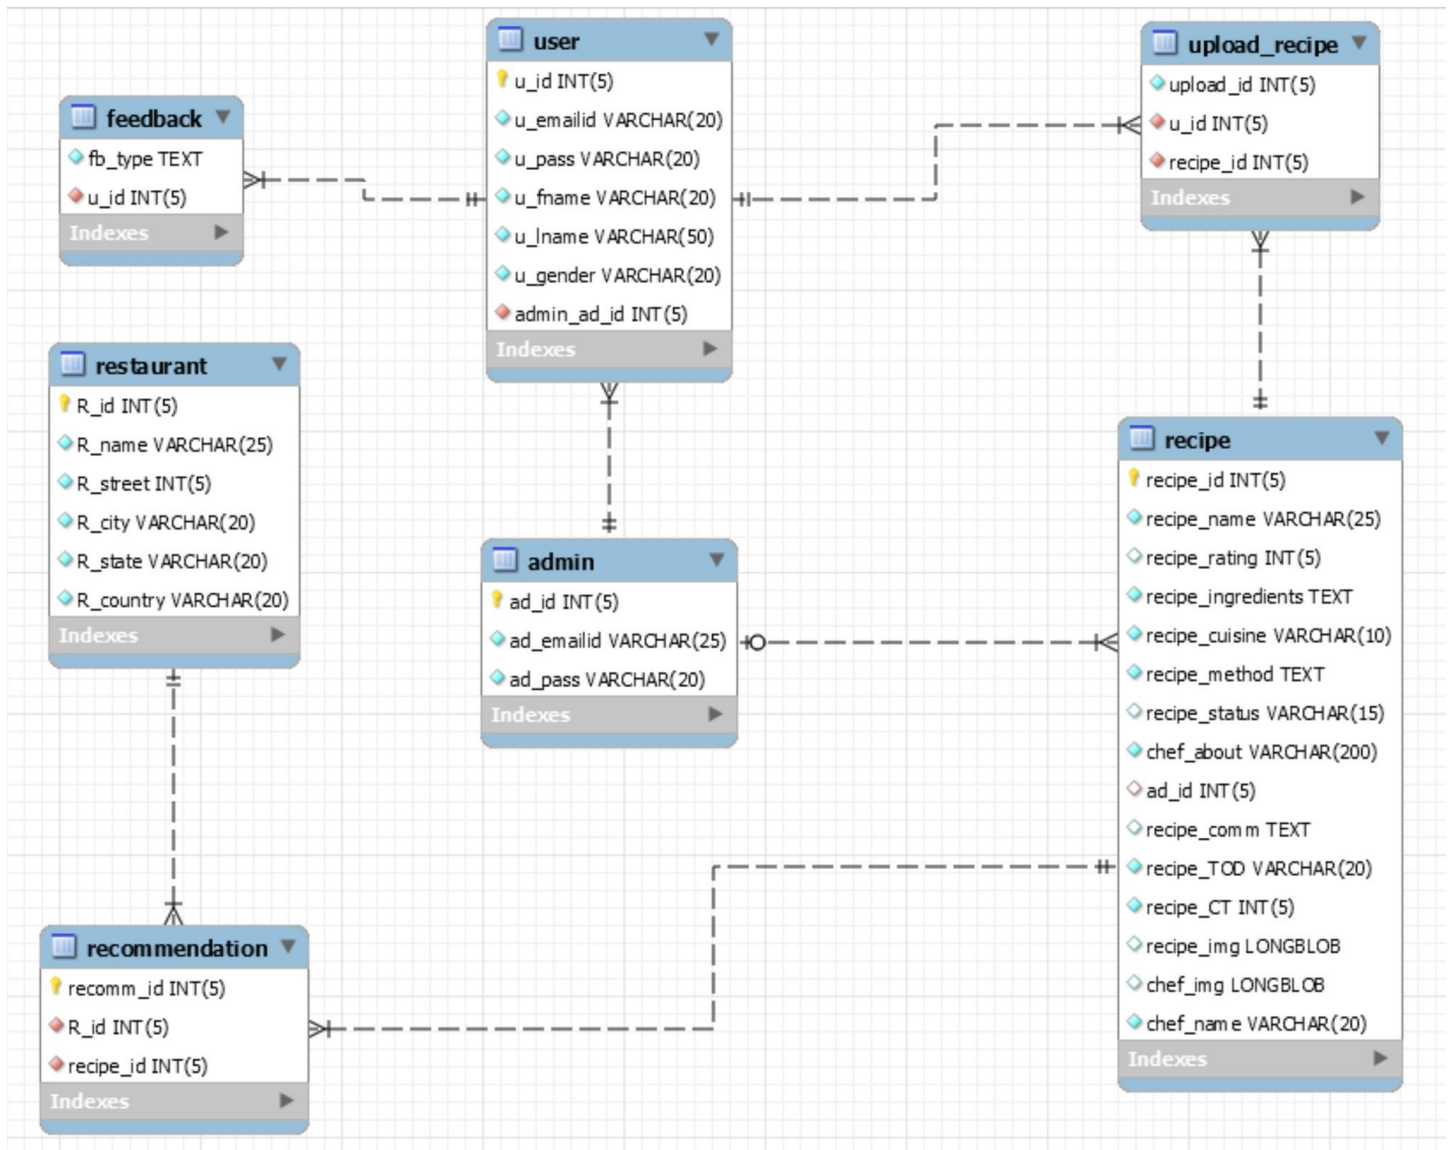 user
u_id INT(5)
u_emailid VARCHAR(20)
u_pass VARCHAR(20)
u_fname VARCHAR(20)
u_lname VARCHAR(50)
u_gender VARCHAR(20)
admin_ad_id INT(5)
Indexes
upload_recipe
upload_id INT(5)
u_id INT(5)
recipe_id INT(5)
Indexes
feedback
fb_type TEXT
u_id INT(5)
Indexes
restaurant
R_id INT(5)
R_name VARCHAR(25)
R_street INT(5)
R_city VARCHAR(20)
R_state VARCHAR(20)
R_country VARCHAR(20)
Indexes
admin
ad_id INT(5)
ad_emailid VARCHAR(25)
ad_pass VARCHAR(20)
Indexes
recipe
recipe_id INT(5)
recipe_name VARCHAR(25)
recipe_rating INT(5)
recipe_ingredients TEXT
recipe_cuisine VARCHAR(10)
recipe_method TEXT
recipe_status VARCHAR(15)
chef_about VARCHAR(200)
ad_id INT(5)
recipe_comm TEXT
recipe_TOD VARCHAR(20)
recipe_CT INT(5)
recipe_img LONGBLOB
chef_img LONGBLOB
chef_name VARCHAR(20)
Indexes
recommendation
recomm_id INT(5)
R_id INT(5)
recipe_id INT(5)
Indexes